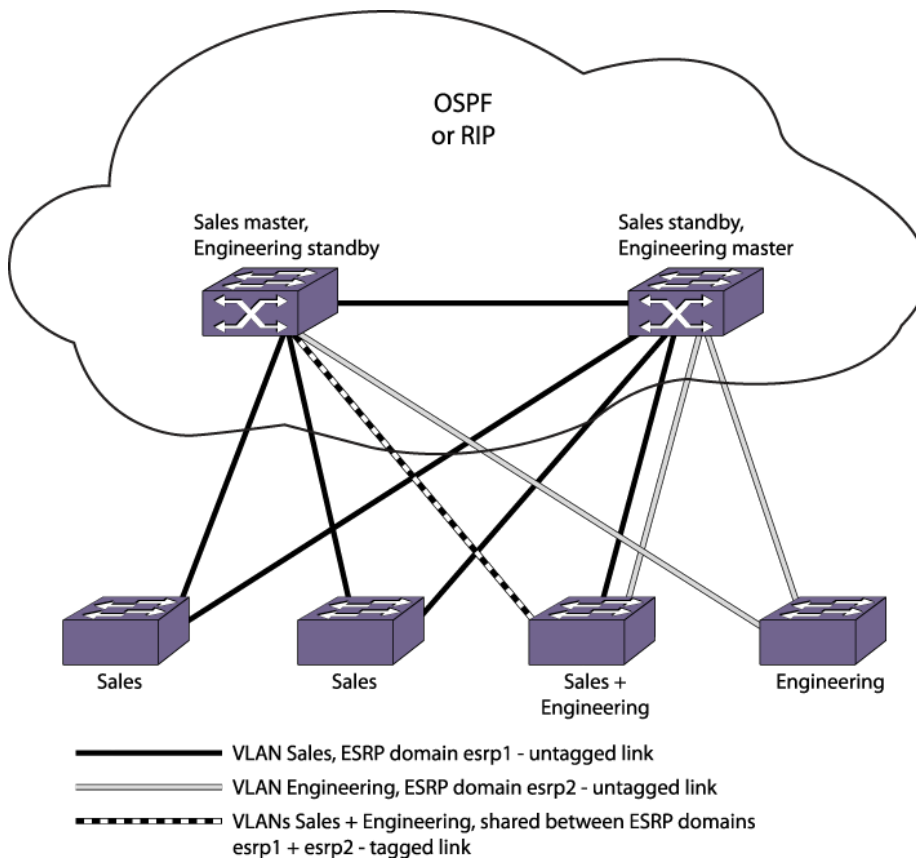 OSPF
or RIP
Sales master,
Engineering standby
Sales standby,
Engineering master
Sales
Sales
Sales +
Engineering
Engineering
VLAN Sales, ESRP domain esrp1 - untagged link
VLAN Engineering, ESRP domain esrp2 - untagged link
VLANs Sales + Engineering, shared between ESRP domains
esrp1 + esrp2 - tagged link